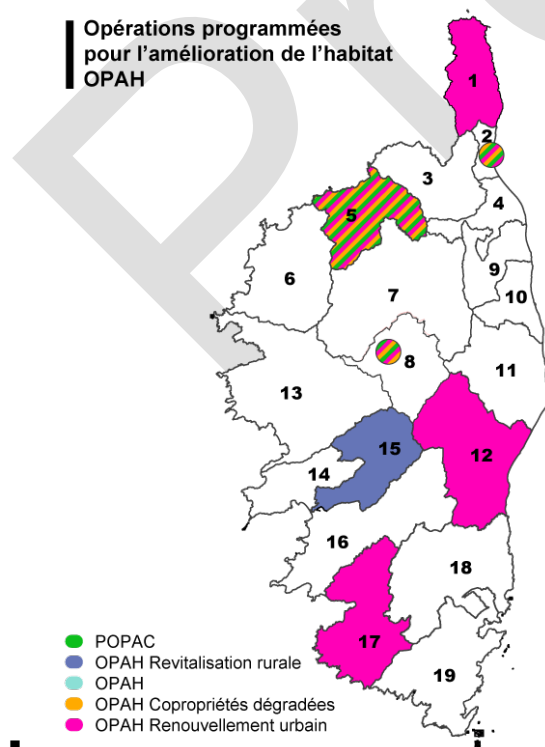 Opérations programmées
pour l'amélioration de l'habitat
OPAH
1
2
3
4
5
6
7
8
9
10
11
12
13
14
15
16
17
18
19
POPAC
OPAH Revitalisation rurale
OPAH
OPAH Copropriétés dégradées
OPAH Renouvellement urbain